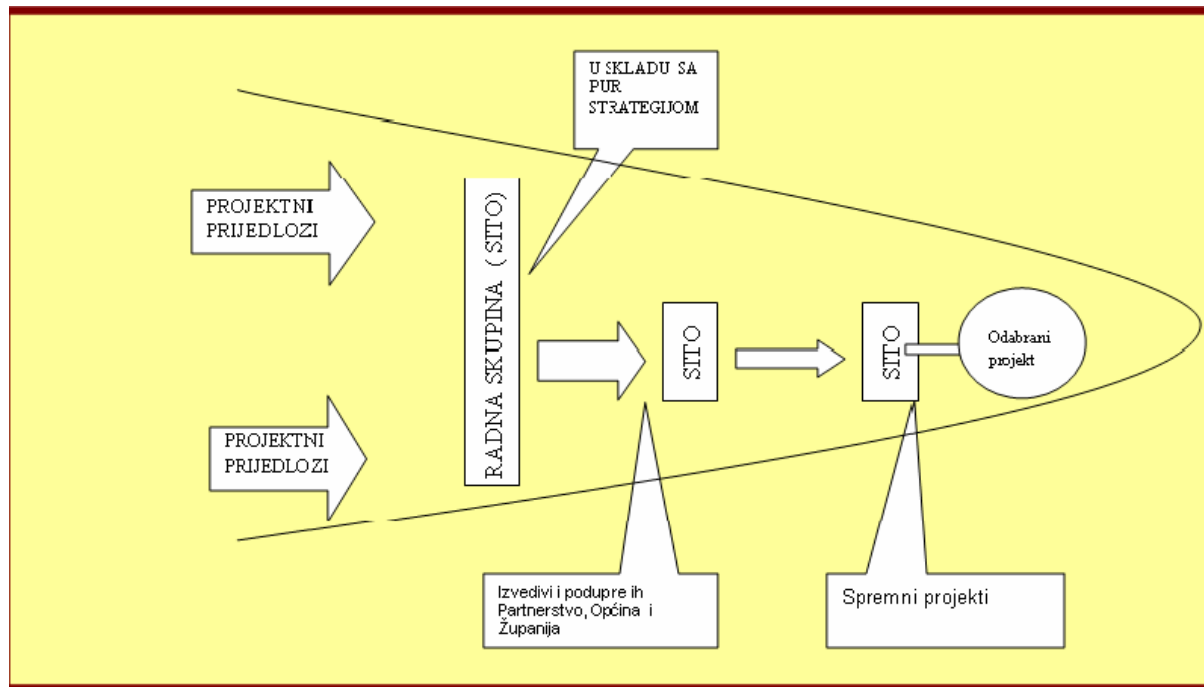 U SKLADU SA
PUR
STRATEGIJOM
PROJEKTNI
PRIJEDLOZI
RADNA SKUPINA ( SITO)
SITO
SITO
Odabrani
projekt
PROJEKTNI
PRIJEDLOZI
Izvedivi i podupre ih
Partnerstvo, Općina i
Županija
Spremni projekti